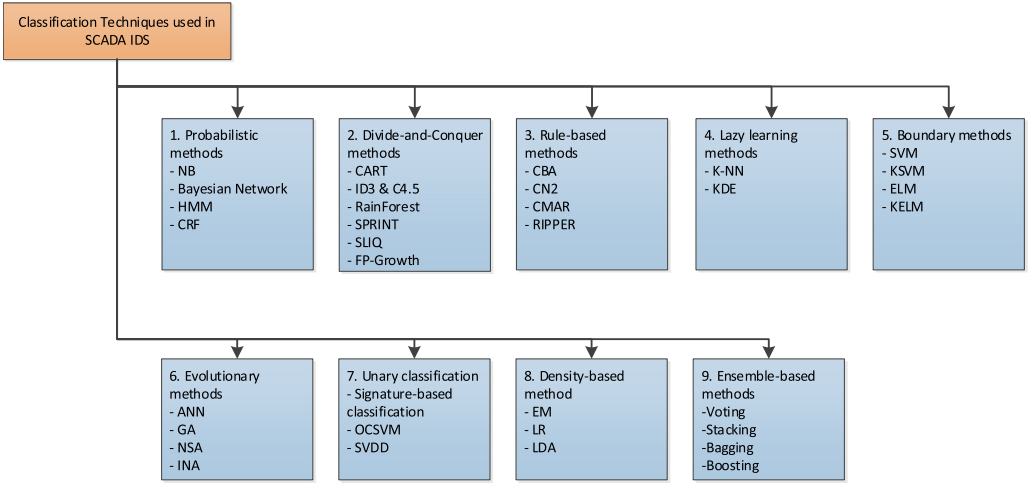 Classification Techniques used in
SCADA IDS
1. Probabilistic
methods
- NB
- Bayesian Network
- HMM
- CRF
2. Divide-and-Conquer
methods
- CART
- ID3 & C4.5
- RainForest
- SPRINT
- SLIQ
- FP-Growth
3. Rule-based
methods
- CBA
- CN2
- CMAR
- RIPPER
4. Lazy learning
methods
- K-NN
- KDE
5. Boundary methods
- SVM
- KSVM
- ELM
- KELM
6. Evolutionary
methods
- ANN
- GA
- NSA
- INA
7. Unary classification
- Signature-based
classification
- OCSVM
- SVDD
8. Density-based
method
- EM
- LR
- LDA
9. Ensemble-based
methods
-Voting
-Stacking
-Bagging
-Boosting